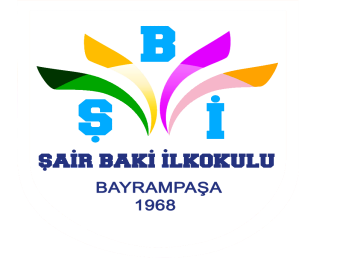 B
Ş İ
ŞAİR BAKİ İLKOKULU
BAYRAMPAŞA
1968